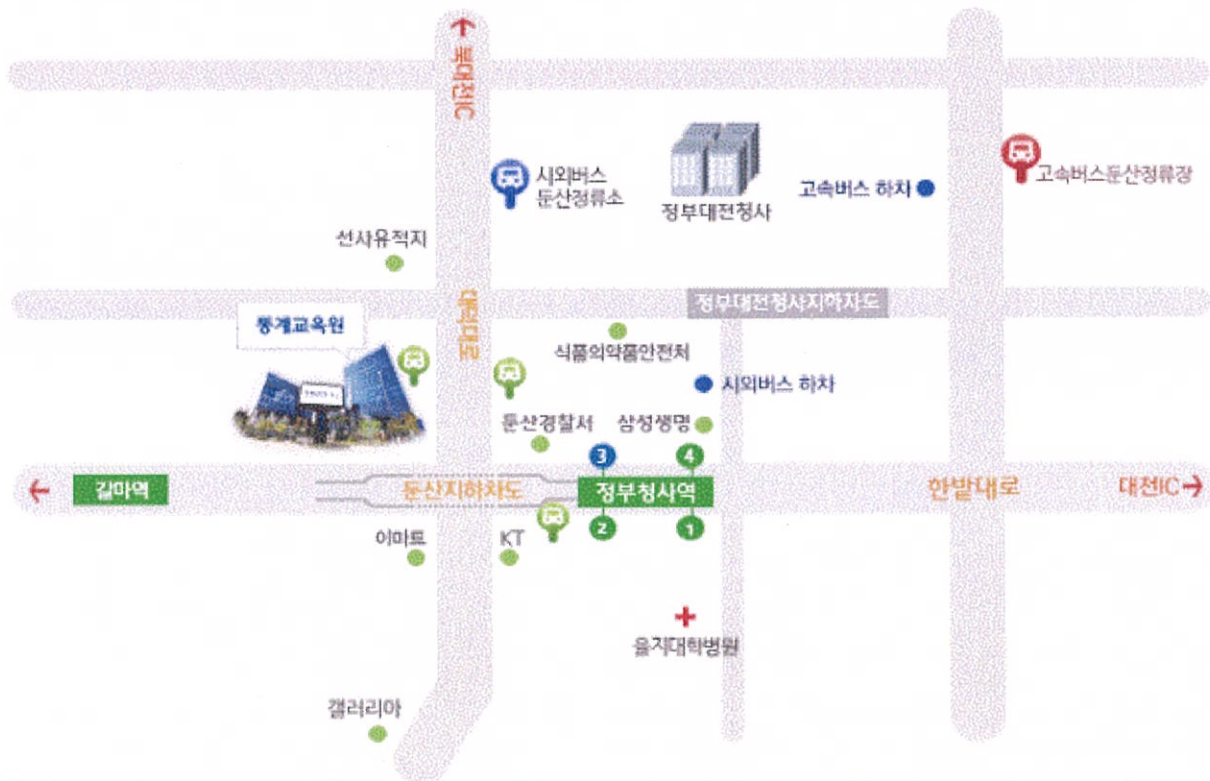 북대전IC
시외버스
둔산정류소
정부대전청사
고속버스 하차
고속버스둔산정류장
선사유적지
대덕대로
정부대전청사지하차도
통계교육원
식품의약품안전처
시외버스 하차
둔산경찰서
삼성생명
3
4
길마역
둔산지하차도
정부청사역
한밭대로
대전IC
2
1
이마트
KT
을지대학병원
갤러리아